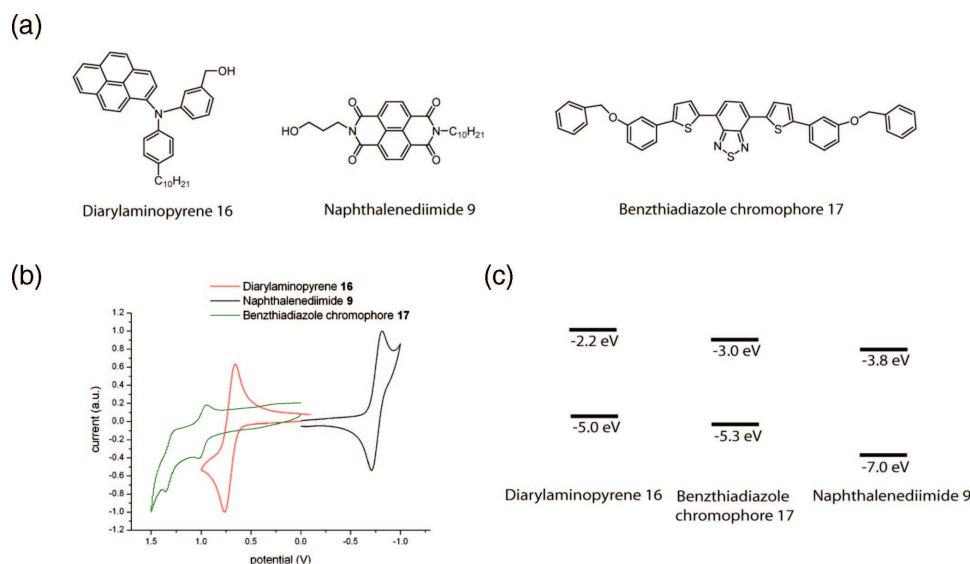 (a)
OH
N
C10H21
Diarylaminopyrene 16
HO
N
O
O
O
O
N
C10H21
Naphthalenediimide 9
O
S
N
S
N
S
O
Benzthiadiazole chromophore 17
(b)
Diarylaminopyrene 16
Naphthalenediimide 9
Benzthiadiazole chromophore 17
current (a.u.)
1.2
1.0
0.8
0.6
0.4
0.2
0.0
-0.2
-0.4
-0.6
-0.8
-1.0
-1.2
1.5
1.0
0.5
0.0
-0.5
-1.0
potential (V)
(c)
-2.2 eV
-3.0 eV
-3.8 eV
-5.0 eV
-5.3 eV
-7.0 eV
Diarylaminopyrene 16
Benzthiadiazole
chromophore 17
Naphthalenediimide 9